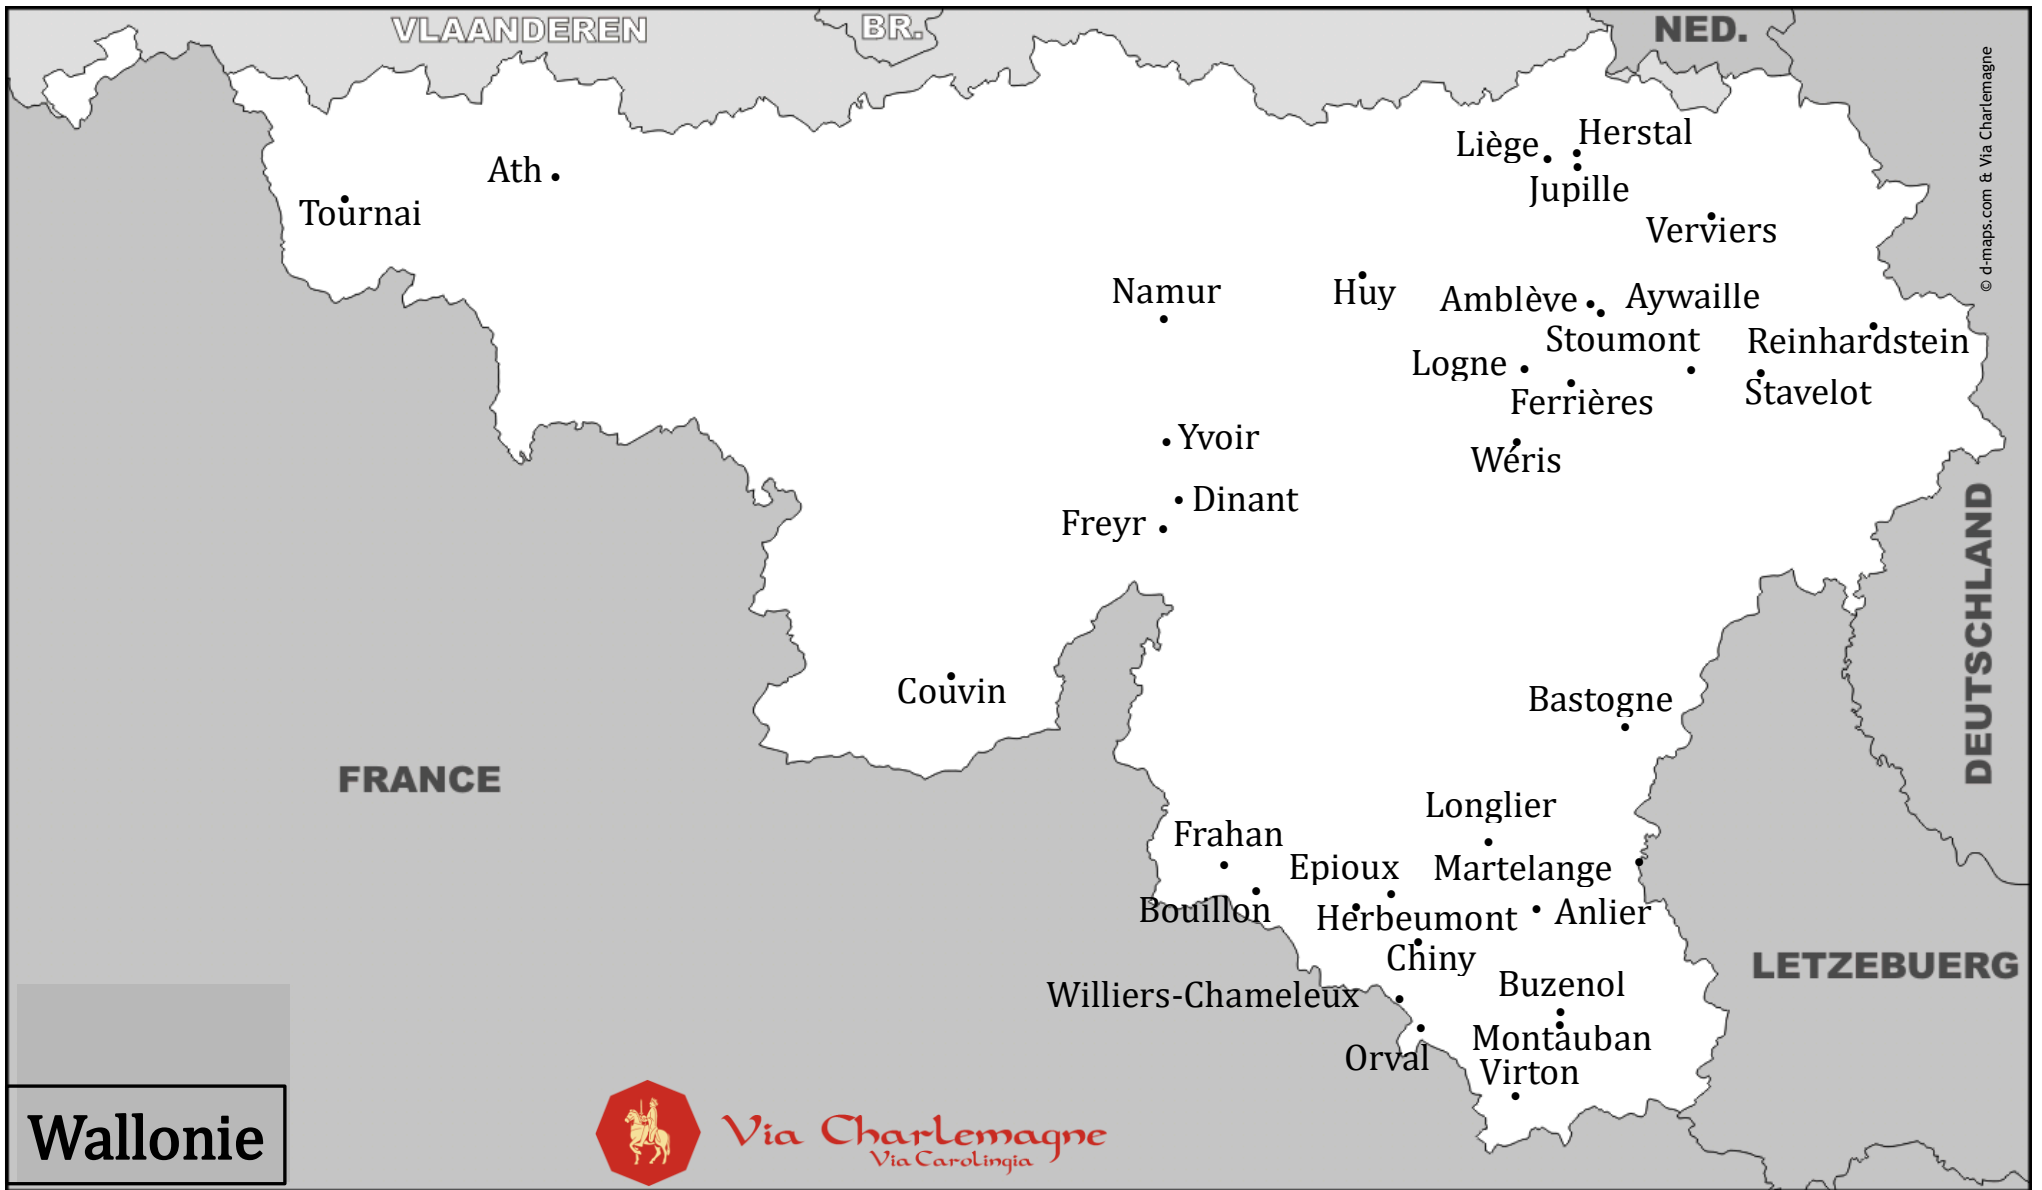 VLAANDEREN
BR.
NED.
© d-maps.com & Via Charlemagne
Herstal
Liège
Jupille
Ath
Tournai
Verviers
Namur
Huy
Amblève
Aywaille
Stoumont
Reinhardstein
Logne
Stavelot
Ferrières
Yvoir
Wéris
Dinant
Freyr
DEUTSCHLAND
Couvin
Bastogne
FRANCE
Longlier
Frahan
Epioux
Martelange
Bouillon
Herbeumont
Anlier
Chiny
LETZEBUERG
Williers-Chameleux
Buzenol
Montauban
Orval
Virton
Wallonie
Via Charlemagne
Via Carolingia